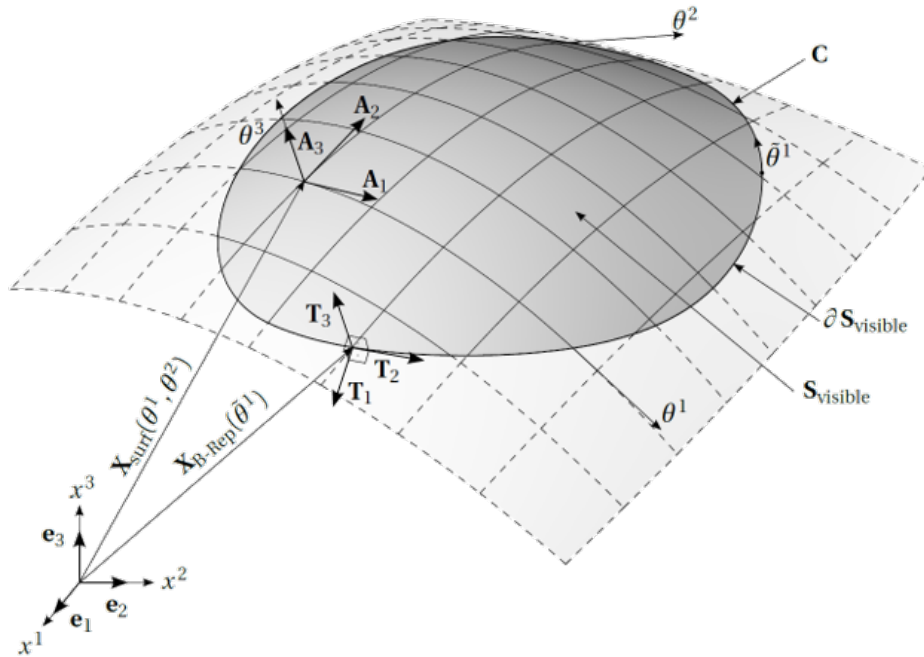 θ²
C
A₂
θ³
A₃
θ̃¹
A₁
T₃
∂ S_visible
T₂
T₁
S_visible
θ¹
X_surf(θ¹, θ²)
X_B-Rep(θ̃¹)
x³
e₃
x²
e₂
e₁
x¹